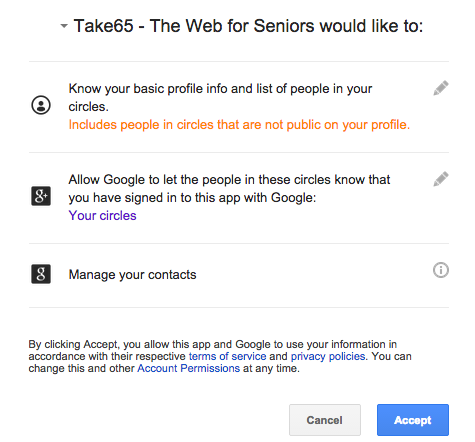 Take65 - The Web for Seniors would like to:
Know your basic profile info and list of people in your
circles.
Includes people in circles that are not public on your profile.
Allow Google to let the people in these circles know that
you have signed in to this app with Google:
Your circles
Manage your contacts
By clicking Accept, you allow this app and Google to use your information in
accordance with their respective terms of service and privacy policies. You can
change this and other Account Permissions at any time.
Cancel
Accept